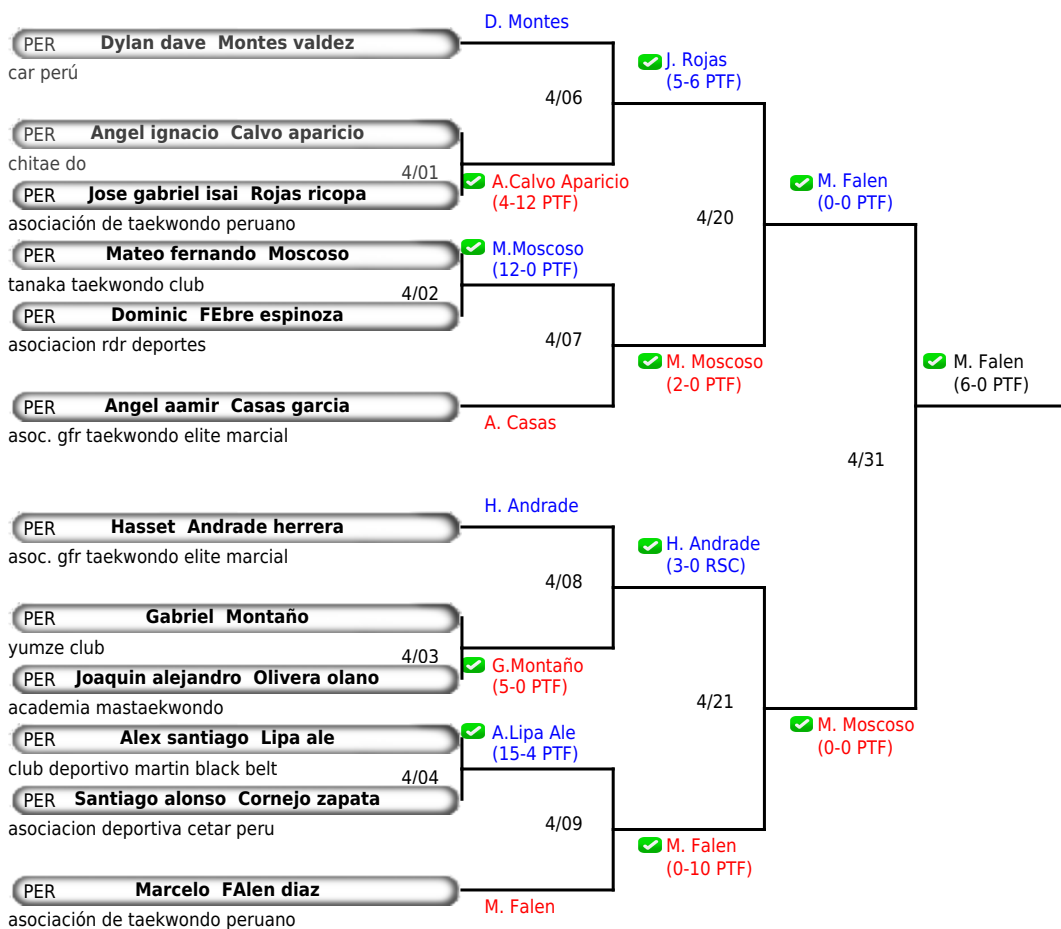 D. Montes
PER Dylan dave Montes valdez
car perú
J. Rojas
(5-6 PTF)
4/06
PER Angel ignacio Calvo aparicio
chitae do
4/01
PER Jose gabriel isai Rojas ricopa
asociación de taekwondo peruano
A.Calvo Aparicio
(4-12 PTF)
M. Falen
(0-0 PTF)
4/20
PER Mateo fernando Moscoso
tanaka taekwondo club
M.Moscoso
(12-0 PTF)
4/02
PER Dominic FEbre espinoza
asociacion rdr deportes
4/07
M. Moscoso
(2-0 PTF)
M. Falen
(6-0 PTF)
PER Angel aamir Casas garcia
asoc. gfr taekwondo elite marcial
A. Casas
4/31
H. Andrade
PER Hasset Andrade herrera
asoc. gfr taekwondo elite marcial
H. Andrade
(3-0 RSC)
4/08
PER Gabriel Montaño
yumze club
4/03
PER Joaquin alejandro Olivera olano
academia mastaekwondo
G.Montaño
(5-0 PTF)
4/21
PER Alex santiago Lipa ale
club deportivo martin black belt
A.Lipa Ale
(15-4 PTF)
M. Moscoso
(0-0 PTF)
4/04
PER Santiago alonso Cornejo zapata
asociacion deportiva cetar peru
4/09
M. Falen
(0-10 PTF)
PER Marcelo FAlen diaz
asociación de taekwondo peruano
M. Falen